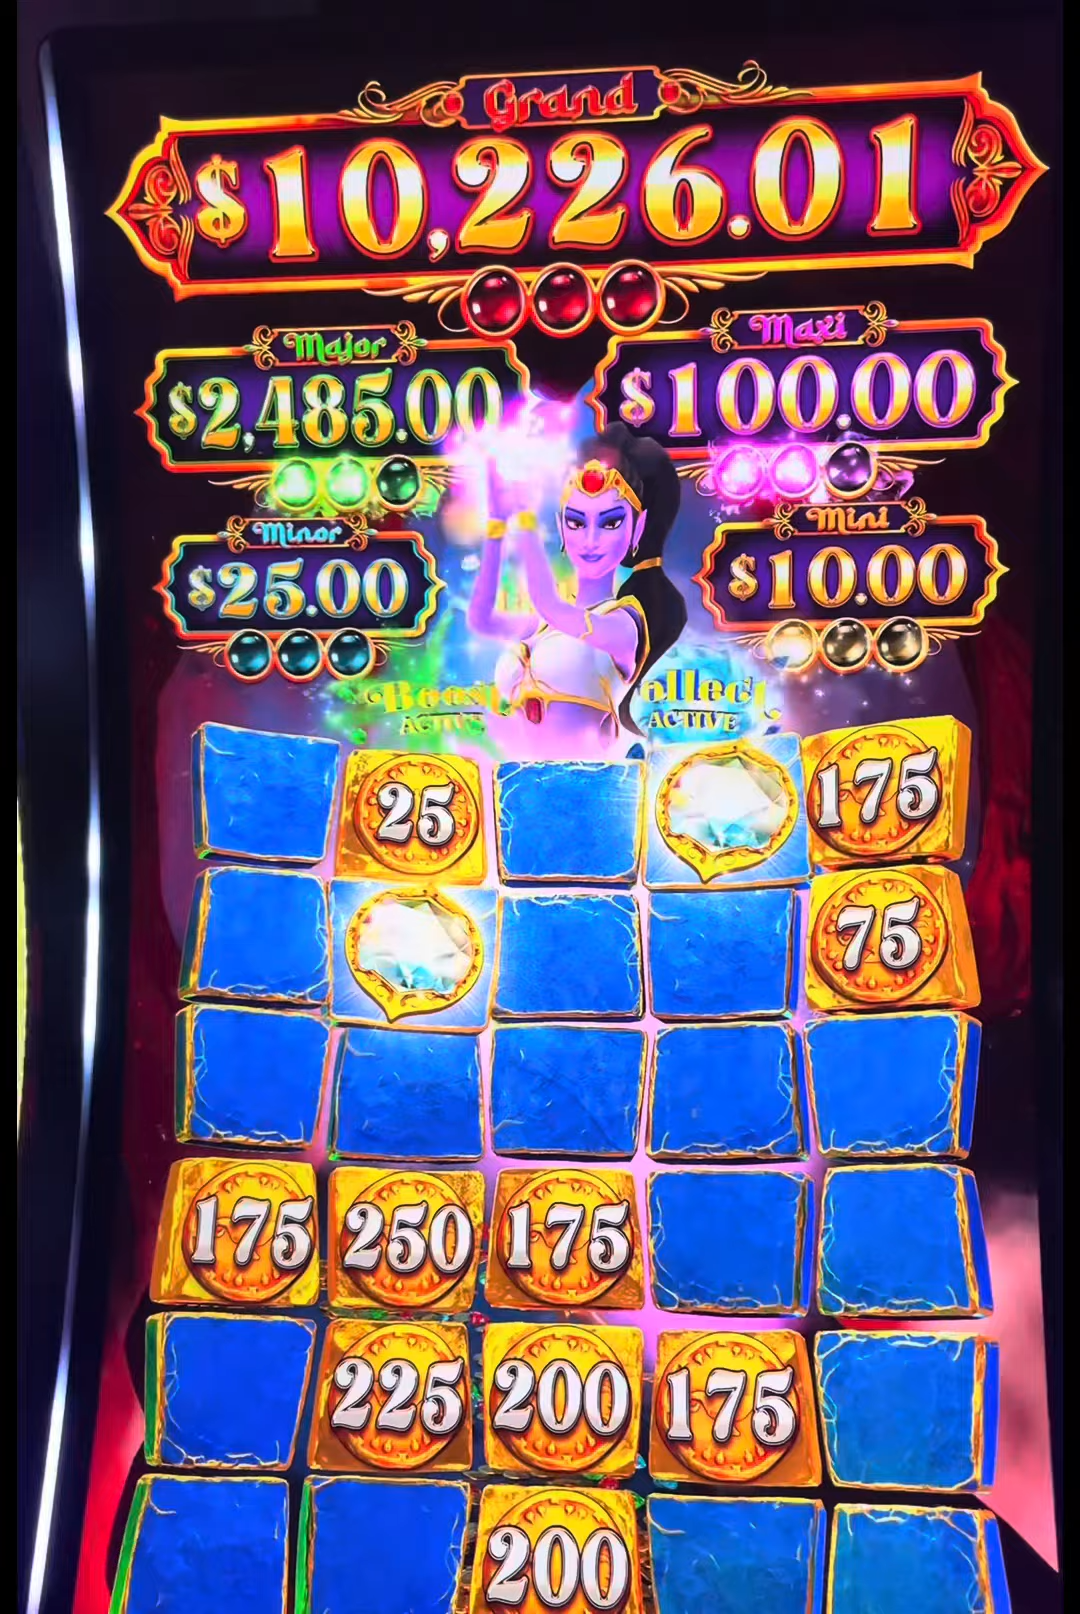 Grand
$10,226.01
Major
$2,485.00
Maxi
$100.00
Minor
$25.00
Mini
$10.00
Boost
ACTIVE
ollect
ACTIVE
25
175
75
175
250
175
225
200
175
200